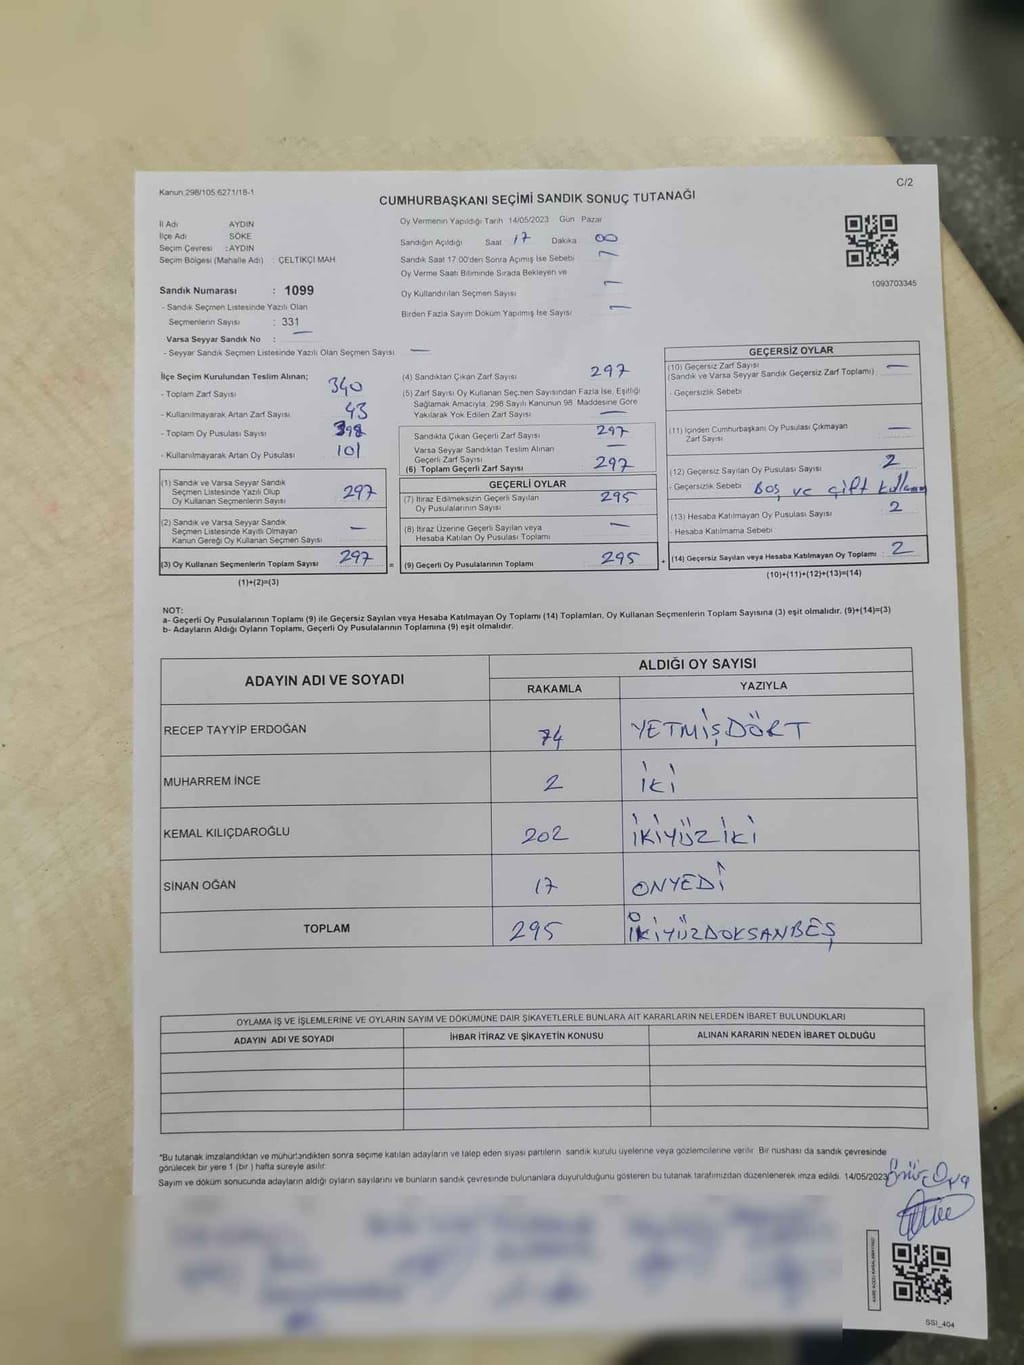 Kanun 298/105 6271/18-1
C/2
CUMHURBAŞKANI SEÇİMİ SANDIK SONUÇ TUTANAĞI
İl Adı AYDIN
İlçe Adı SÖKE
Seçim Çevresi : AYDIN
Seçim Bölgesi (Mahalle Adı) : ÇELTİKÇİ MAH
Sandık Numarası : 1099
- Sandık Seçmen Listesinde Yazılı Olan
Seçmenlerin Sayısı : 331
Varsa Seyyar Sandık No : —
- Seyyar Sandık Seçmen Listesinde Yazılı Olan Seçmen Sayısı —
Oy Vermenin Yapıldığı Tarih 14/05/2023 Gün Pazar
Sandığın Açıldığı Saat 17 Dakika 00
Sandık Saat 17 00'den Sonra Açımış İse Sebebi —
Oy Verme Saati Bitiminde Sırada Bekleyen ve
Oy Kullandırılan Seçmen Sayısı —
Birden Fazla Sayım Döküm Yapılmış İse Sayısı —
1093703345
İlçe Seçim Kurulundan Teslim Alınan;
- Toplam Zarf Sayısı 340
- Kullanılmayarak Artan Zarf Sayısı 43
- Toplam Oy Pusulası Sayısı 398
- Kullanılmayarak Artan Oy Pusulası 101
(1) Sandık ve Varsa Seyyar Sandık
Seçmen Listesinde Yazılı Olup
Oy Kullanan Seçmenlerin Sayısı 297
(2) Sandık ve Varsa Seyyar Sandık
Seçmen Listesinde Kayıtlı Olmayan
Kanun Gereği Oy Kullanan Seçmen Sayısı —
(3) Oy Kullanan Seçmenlerin Toplam Sayısı 297 =
(1)+(2)=(3)
(4) Sandıktan Çıkan Zarf Sayısı 297
(5) Zarf Sayısı Oy Kullanan Seçmen Sayısından Fazla İse, Eşitliği
Sağlamak Amacıyla, 298 Sayılı Kanunun 98. Maddesine Göre
Yakılarak Yok Edilen Zarf Sayısı —
Sandıkta Çıkan Geçerli Zarf Sayısı 297
Varsa Seyyar Sandıktan Teslim Alınan
Geçerli Zarf Sayısı —
(6) Toplam Geçerli Zarf Sayısı 297
GEÇERLİ OYLAR
(7) İtiraz Edilmeksizin Geçerli Sayılan
Oy Pusulalarının Sayısı 295
(8) İtiraz Üzerine Geçerli Sayılan veya
Hesaba Katılan Oy Pusulası Toplamı —
(9) Geçerli Oy Pusulalarının Toplamı 295 +
GEÇERSİZ OYLAR
(10) Geçersiz Zarf Sayısı
(Sandık ve Varsa Seyyar Sandık Geçersiz Zarf Toplamı) —
- Geçersizlik Sebebi
(11) İçinden Cumhurbaşkanı Oy Pusulası Çıkmayan
Zarf Sayısı —
(12) Geçersiz Sayılan Oy Pusulası Sayısı 2
- Geçersizlik Sebebi Boş ve çift kullanım
(13) Hesaba Katılmayan Oy Pusulası Sayısı 2
- Hesaba Katılmama Sebebi
(14) Geçersiz Sayılan veya Hesaba Katılmayan Oy Toplamı 2
(10)+(11)+(12)+(13)=(14)
NOT:
a- Geçerli Oy Pusulalarının Toplamı (9) ile Geçersiz Sayılan veya Hesaba Katılmayan Oy Toplamı (14) Toplamları, Oy Kullanan Seçmenlerin Toplam Sayısına (3) eşit olmalıdır. (9)+(14)=(3)
b- Adayların Aldığı Oyların Toplamı, Geçerli Oy Pusulalarının Toplamına (9) eşit olmalıdır.
ADAYIN ADI VE SOYADI
ALDIĞI OY SAYISI
RAKAMLA YAZIYLA
RECEP TAYYİP ERDOĞAN 74 YETMİŞDÖRT
MUHARREM İNCE 2 İKİ
KEMAL KILIÇDAROĞLU 202 İKİYÜZİKİ
SİNAN OĞAN 17 ONYEDİ
TOPLAM 295 İKİYÜZDOKSANBEŞ
OYLAMA İŞ VE İŞLEMLERİNE VE OYLARIN SAYIM VE DÖKÜMÜNE DAİR ŞİKAYETLERLE BUNLARA AİT KARARLARIN NELERDEN İBARET BULUNDUKLARI
ADAYIN ADI VE SOYADI İHBAR İTİRAZ VE ŞİKAYETİN KONUSU ALINAN KARARIN NEDEN İBARET OLDUĞU
*Bu tutanak imzalandıktan ve mühürlendikten sonra seçime katılan adayların ve talep eden siyasi partilerin sandık kurulu üyelerine veya gözlemcilerine verilir. Bir nushası da sandık çevresinde
görülecek bir yere 1 (bir ) hafta süreyle asılır.
Sayım ve döküm sonucunda adayların aldığı oyların sayılarını ve bunların sandık çevresinde bulunanlara duyurulduğunu gösteren bu tutanak tarafımızdan düzenlenerek imza edildi. 14/05/2023
SSI_404